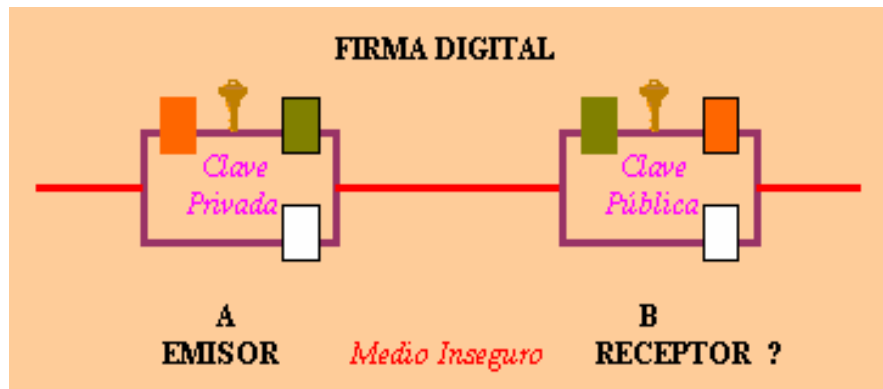 FIRMA DIGITAL
Clave
Privada
Clave
Pública
A
B
EMISOR
Medio Inseguro
RECEPTOR ?